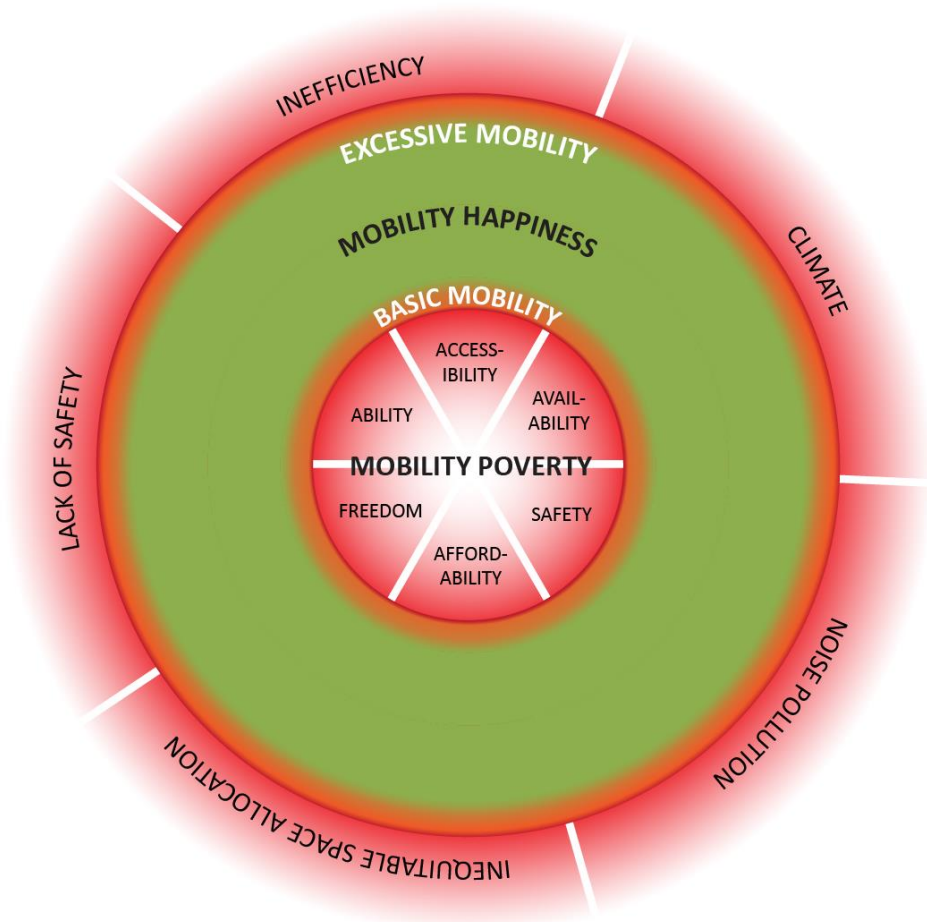 INEFFICIENCY
EXCESSIVE MOBILITY
MOBILITY HAPPINESS
CLIMATE
BASIC MOBILITY
ACCESS-
IBILITY
AVAIL-
ABILITY
ABILITY
MOBILITY POVERTY
FREEDOM
SAFETY
AFFORD-
ABILITY
LACK OF SAFETY
NOISE POLLUTION
INEQUITABLE SPACE ALLOCATION